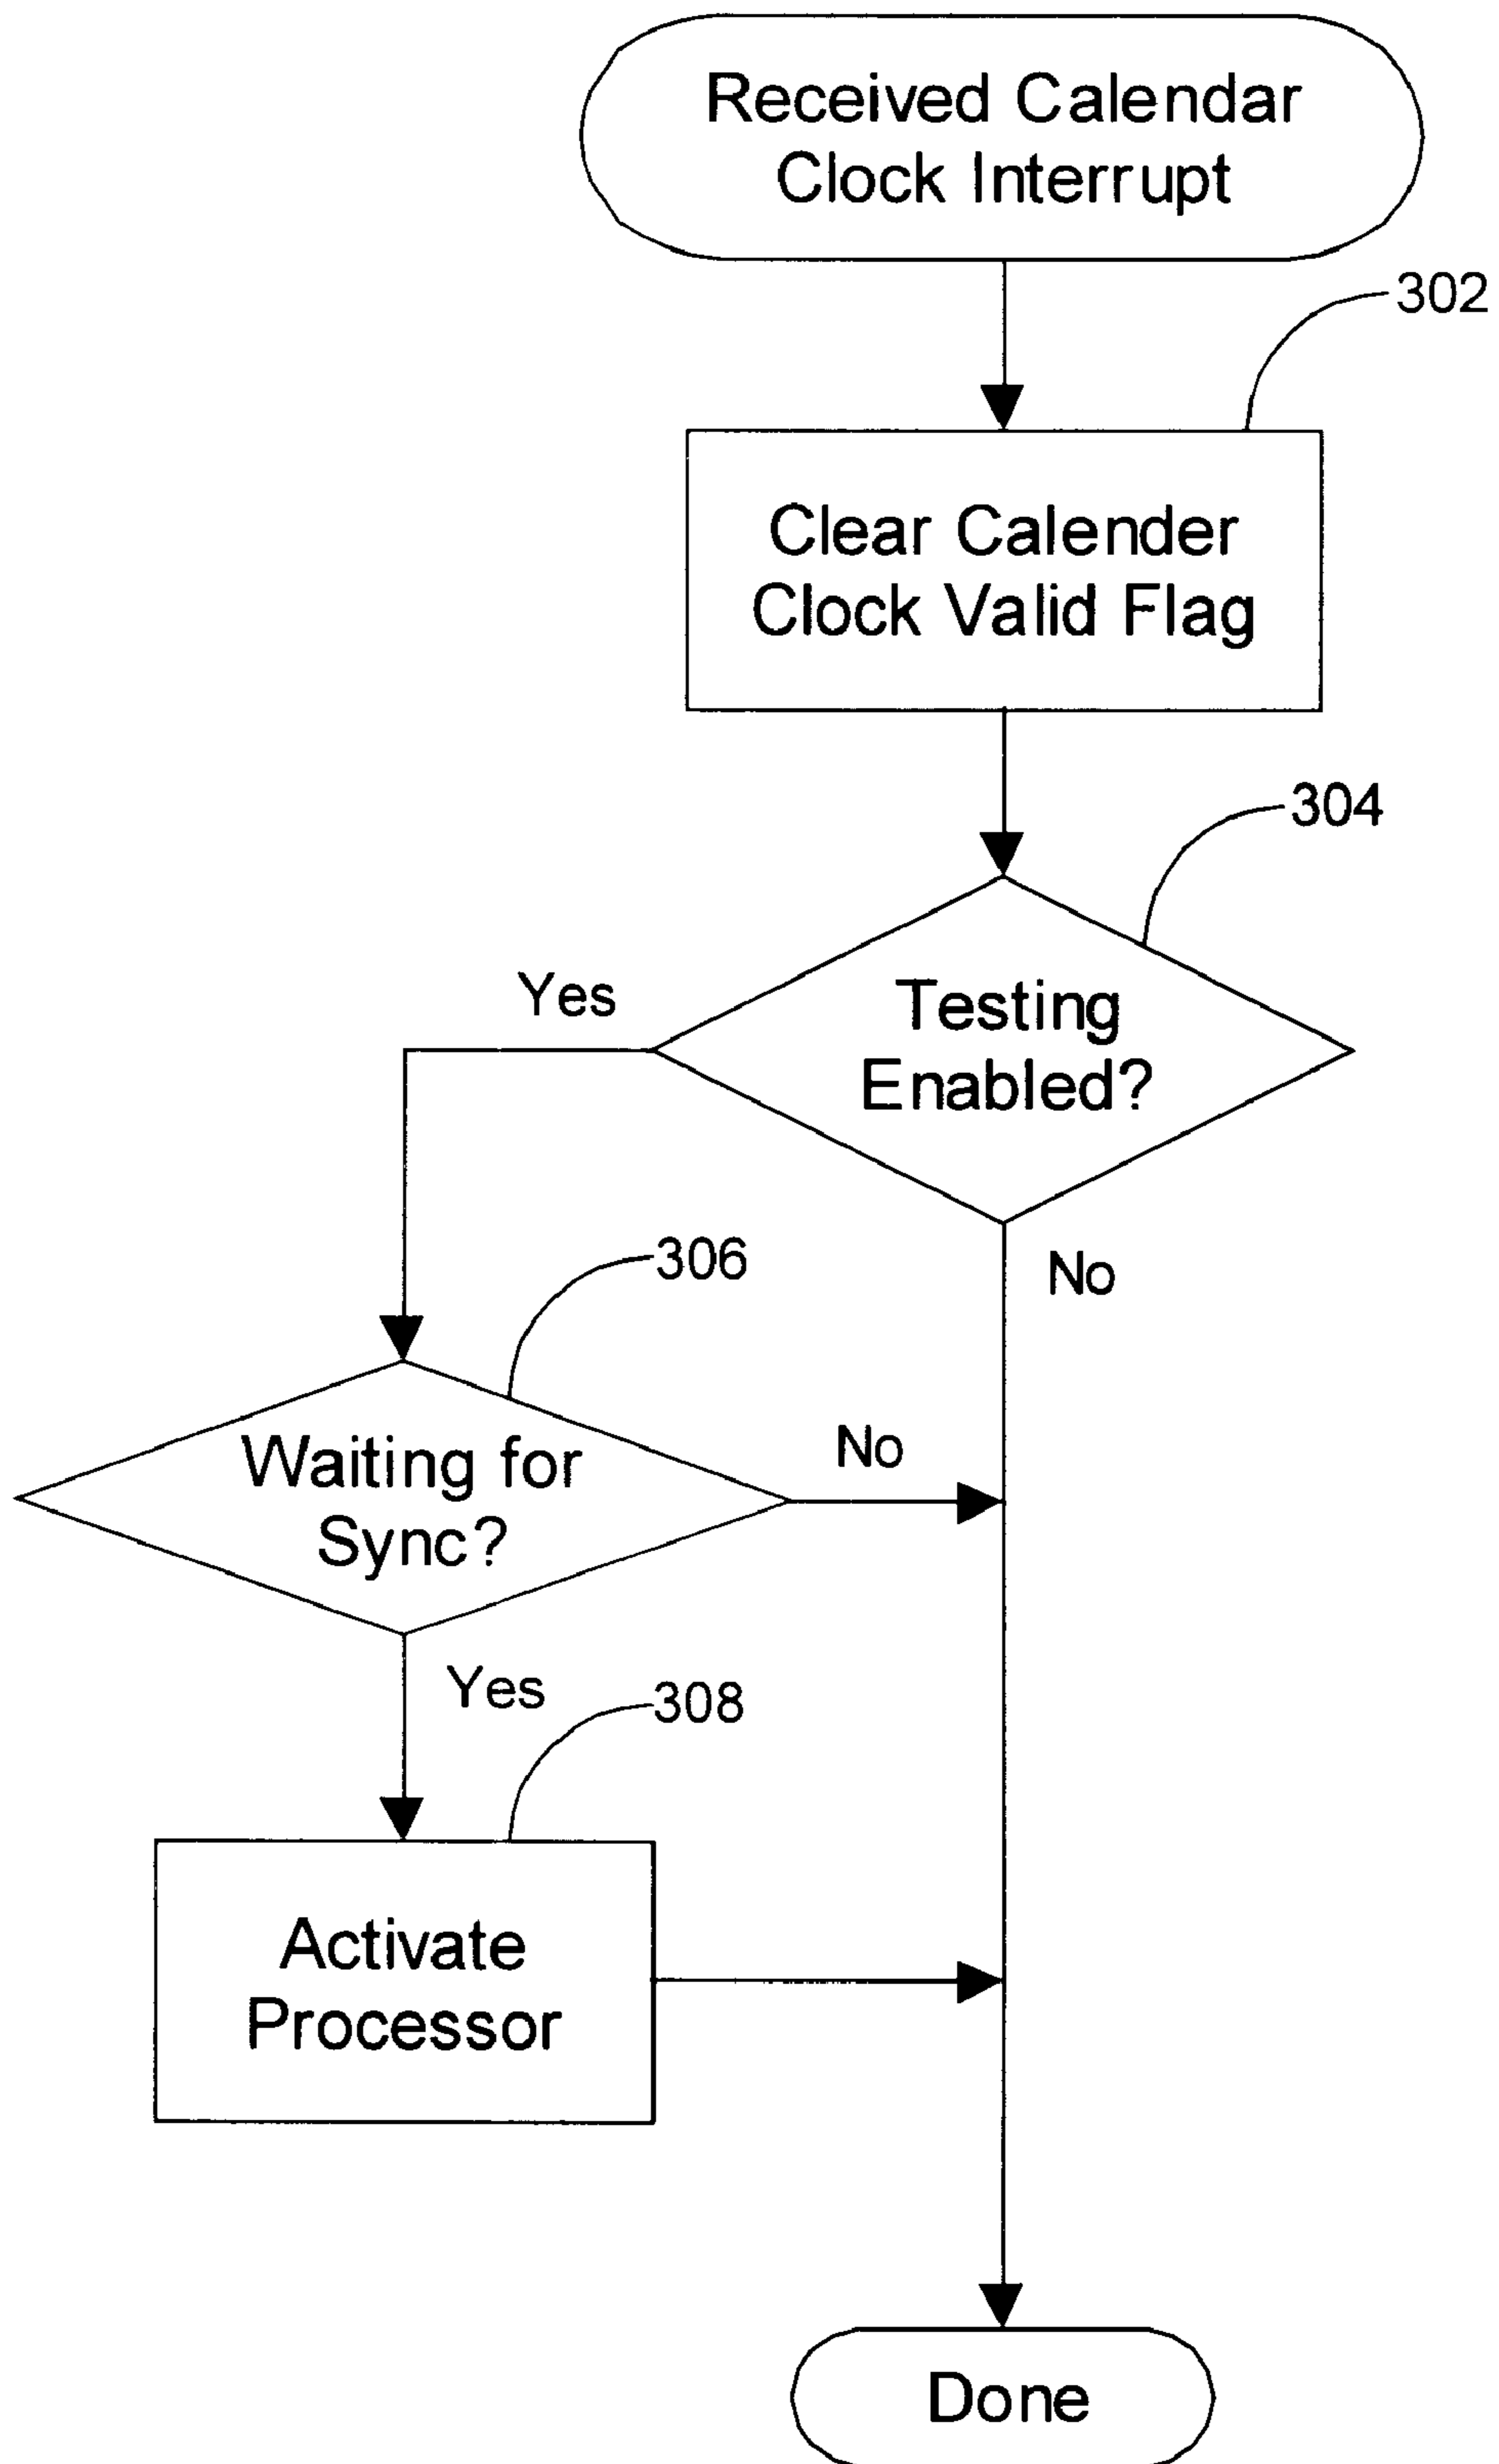 Received Calendar
Clock Interrupt
302
Clear Calender
Clock Valid Flag
304
Testing
Enabled?
Yes
No
306
Waiting for
Sync?
No
Yes
308
Activate
Processor
Done